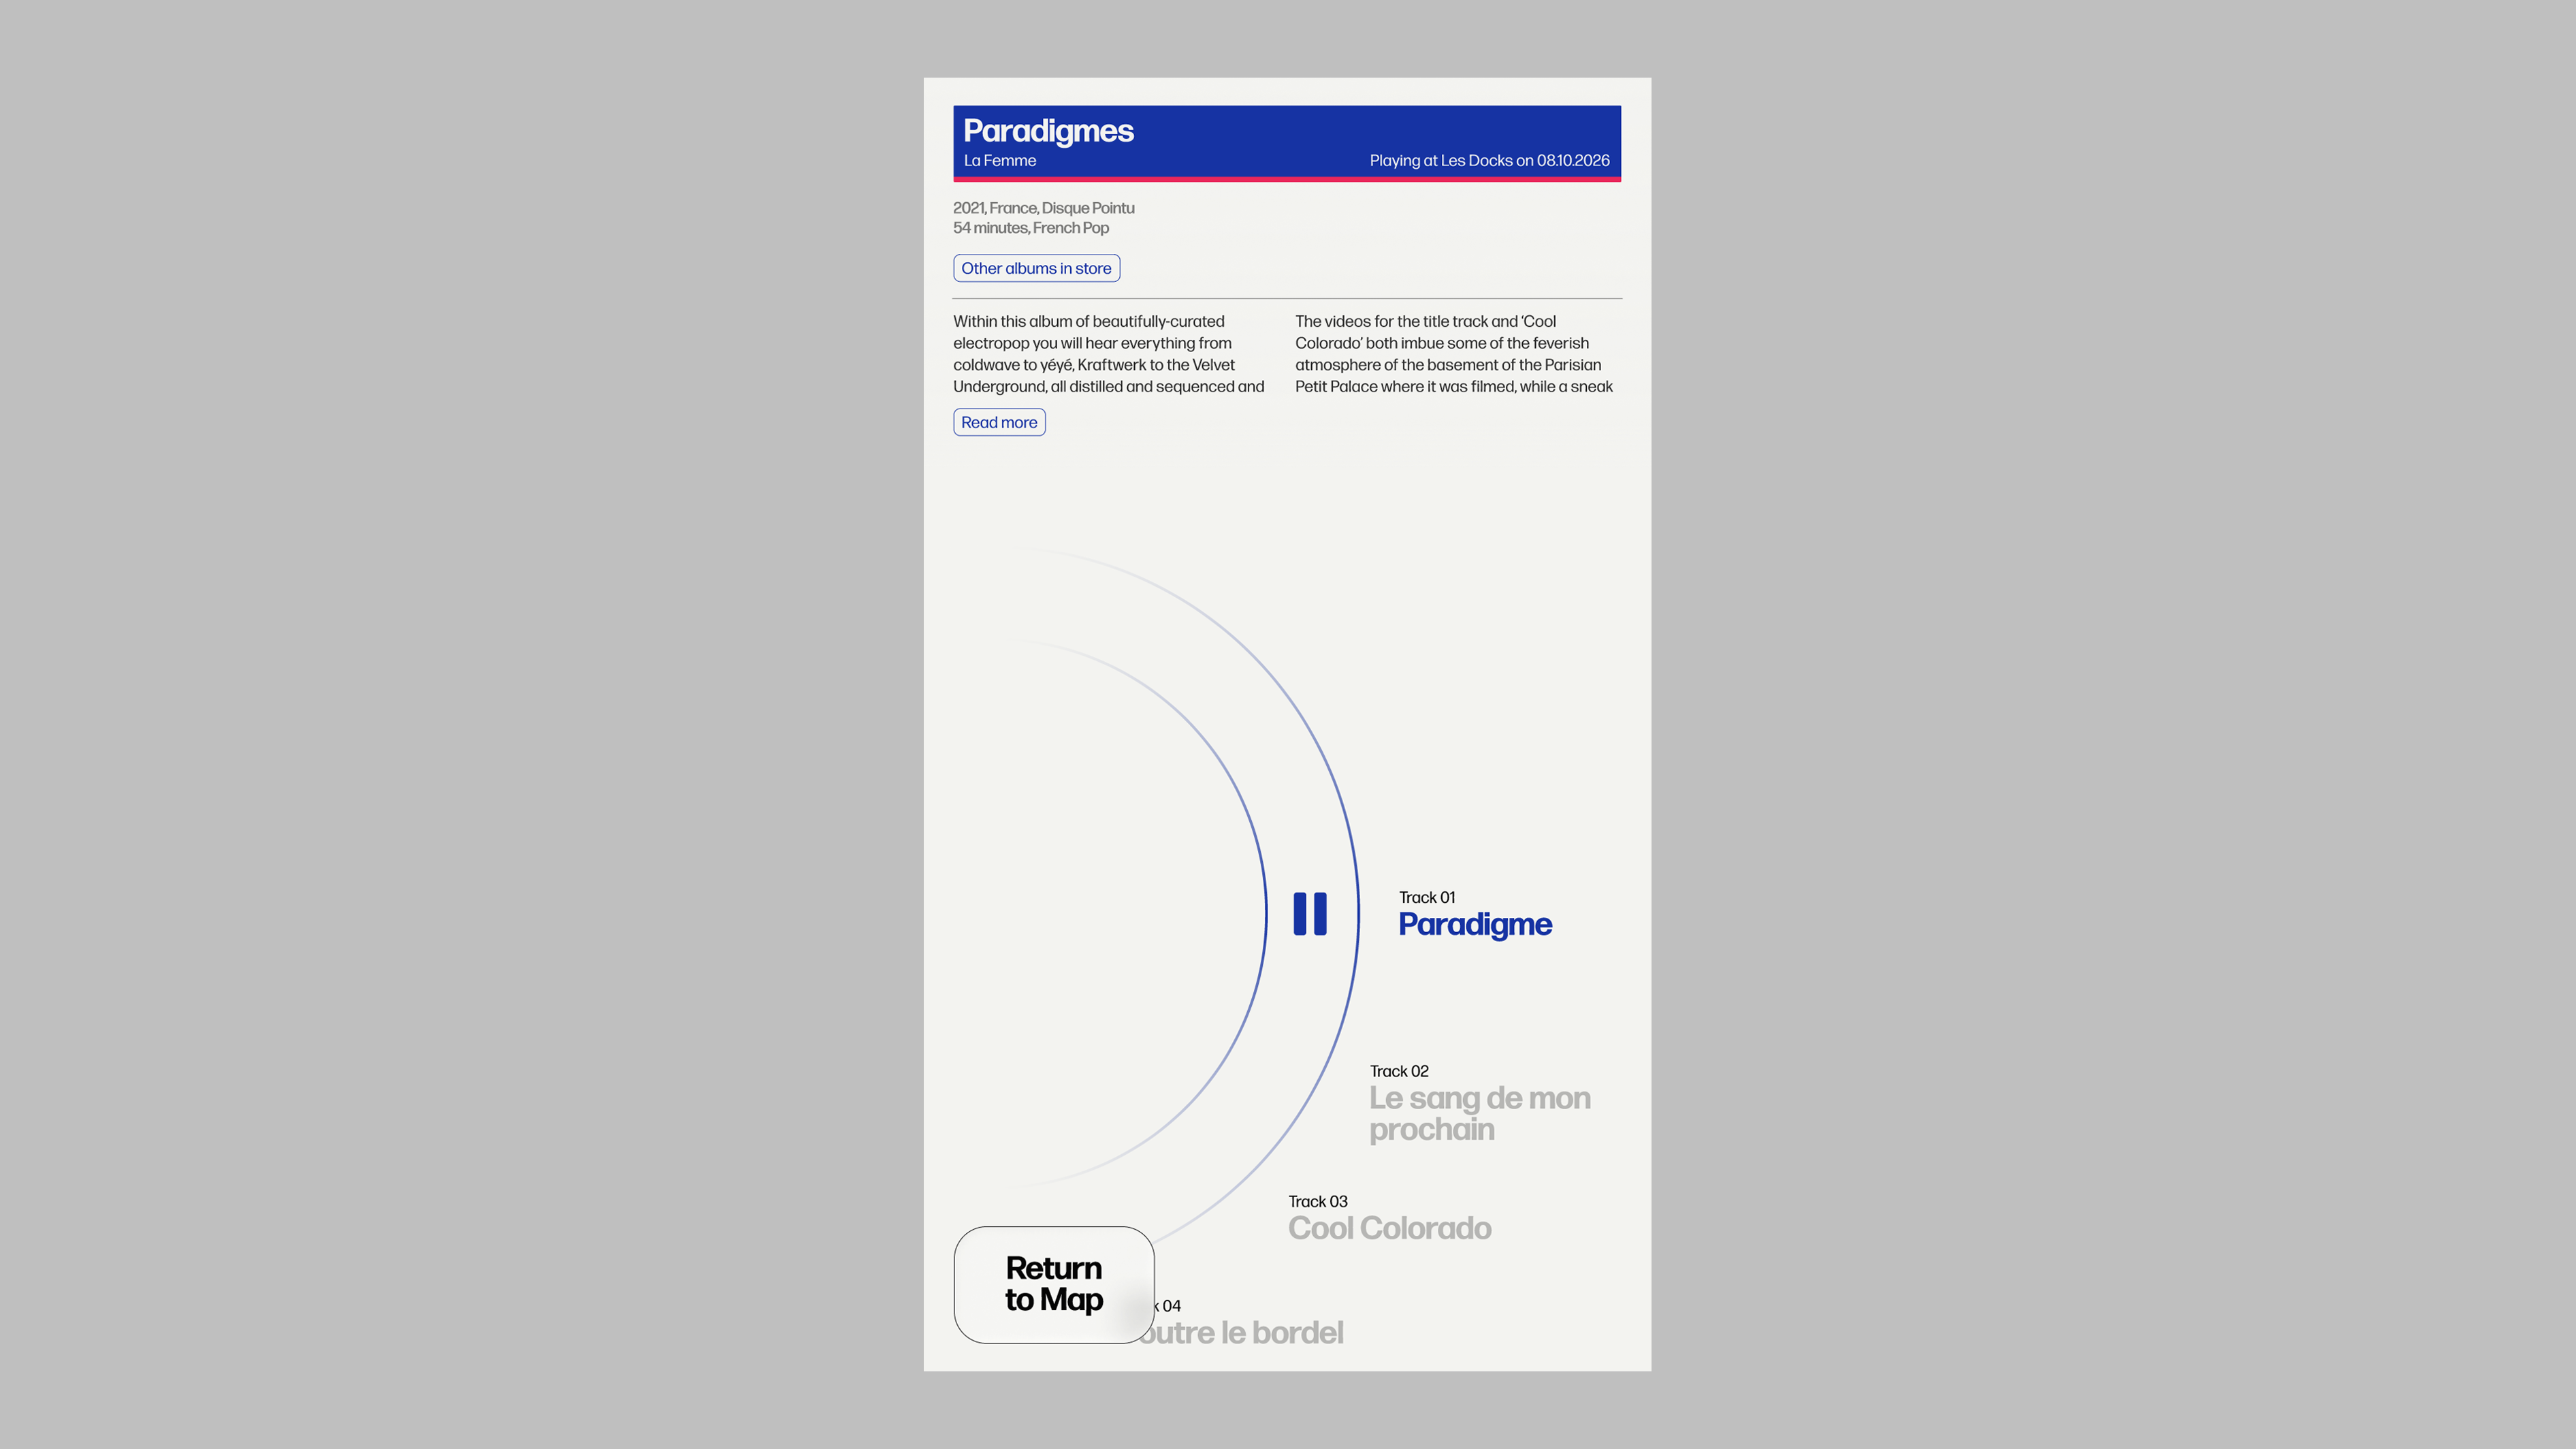 Paradigmes
La Femme
Playing at Les Docks on 08.10.2026
2021, France, Disque Pointu
54 minutes, French Pop
Other albums in store
Within this album of beautifully-curated
electropop you will hear everything from
coldwave to yéyé, Kraftwerk to the Velvet
Underground, all distilled and sequenced and
The videos for the title track and ‘Cool
Colorado’ both imbue some of the feverish
atmosphere of the basement of the Parisian
Petit Palace where it was filmed, while a sneak
Read more
Track 01
Paradigme
Track 02
Le sang de mon
prochain
Track 03
Cool Colorado
Return
to Map
04
outre le bordel